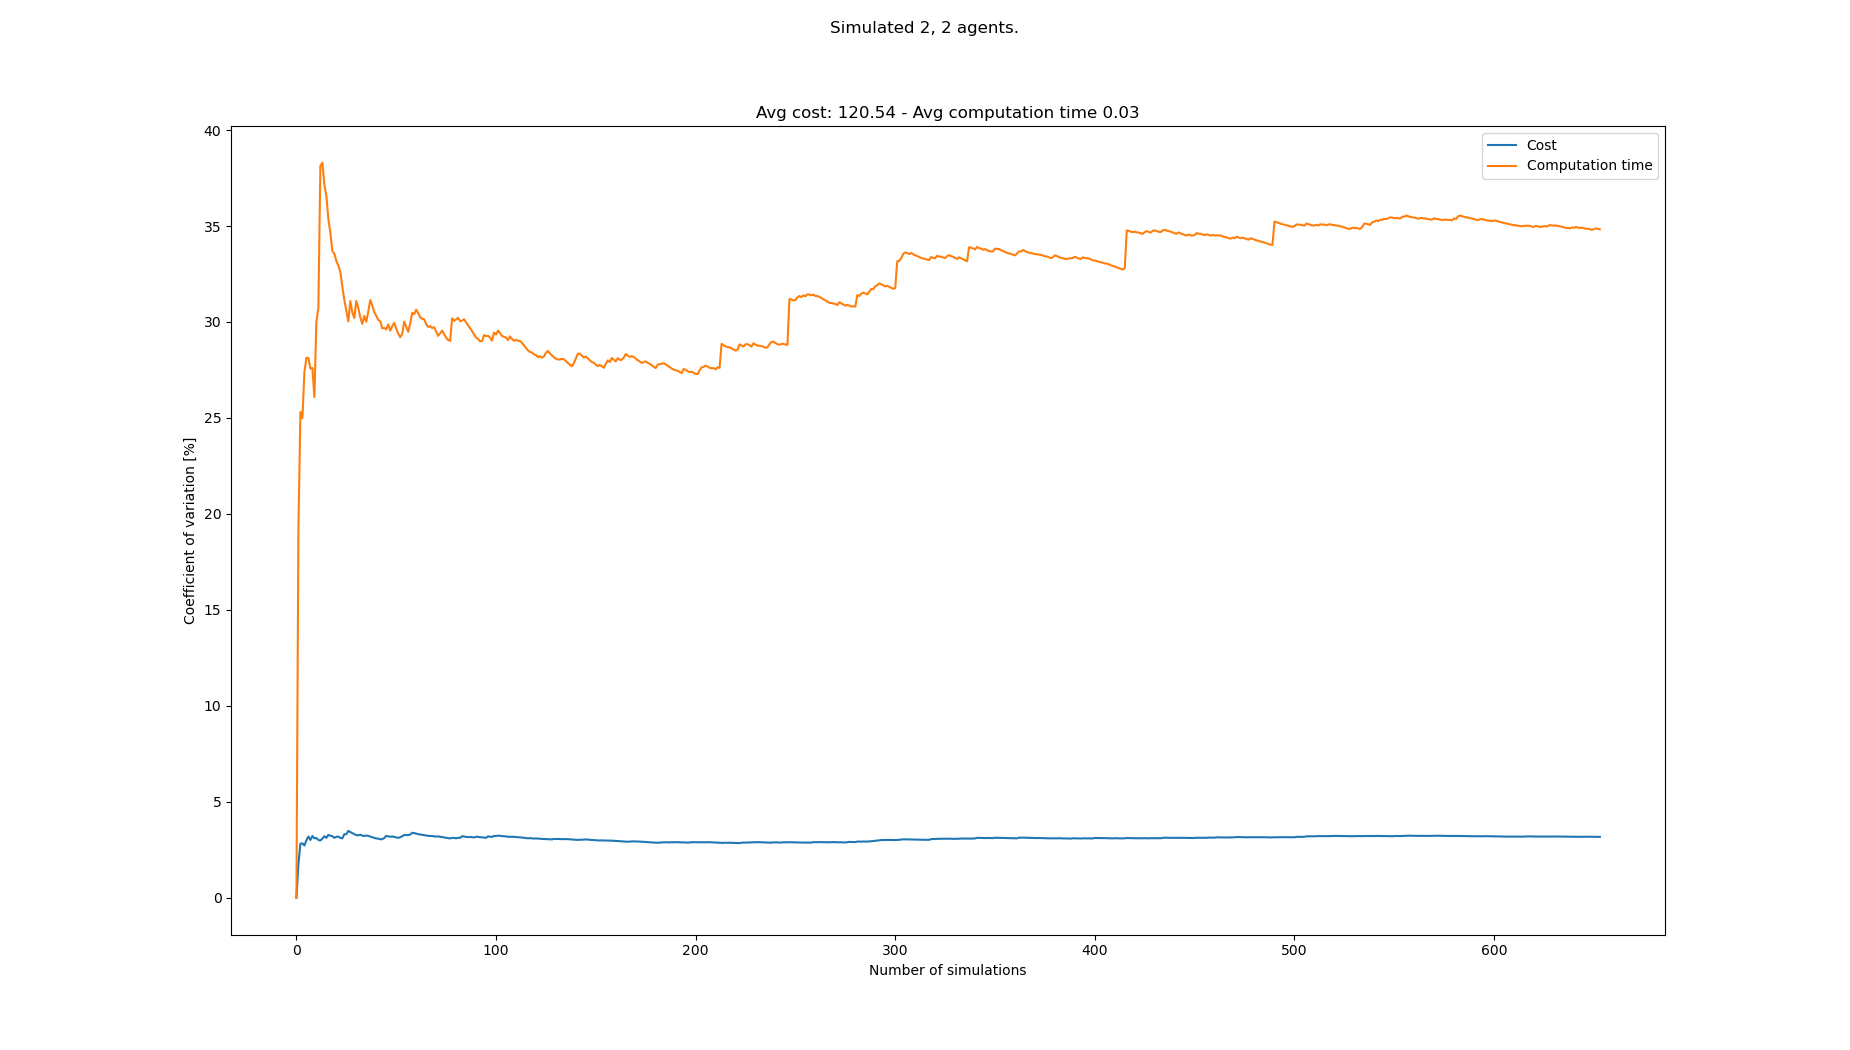 Simulated 2, 2 agents.
Avg cost: 120.54 - Avg computation time 0.03
Cost
Computation time
Coefficient of variation [%]
40
35
30
25
20
15
10
5
0
0 100 200 300 400 500 600
Number of simulations